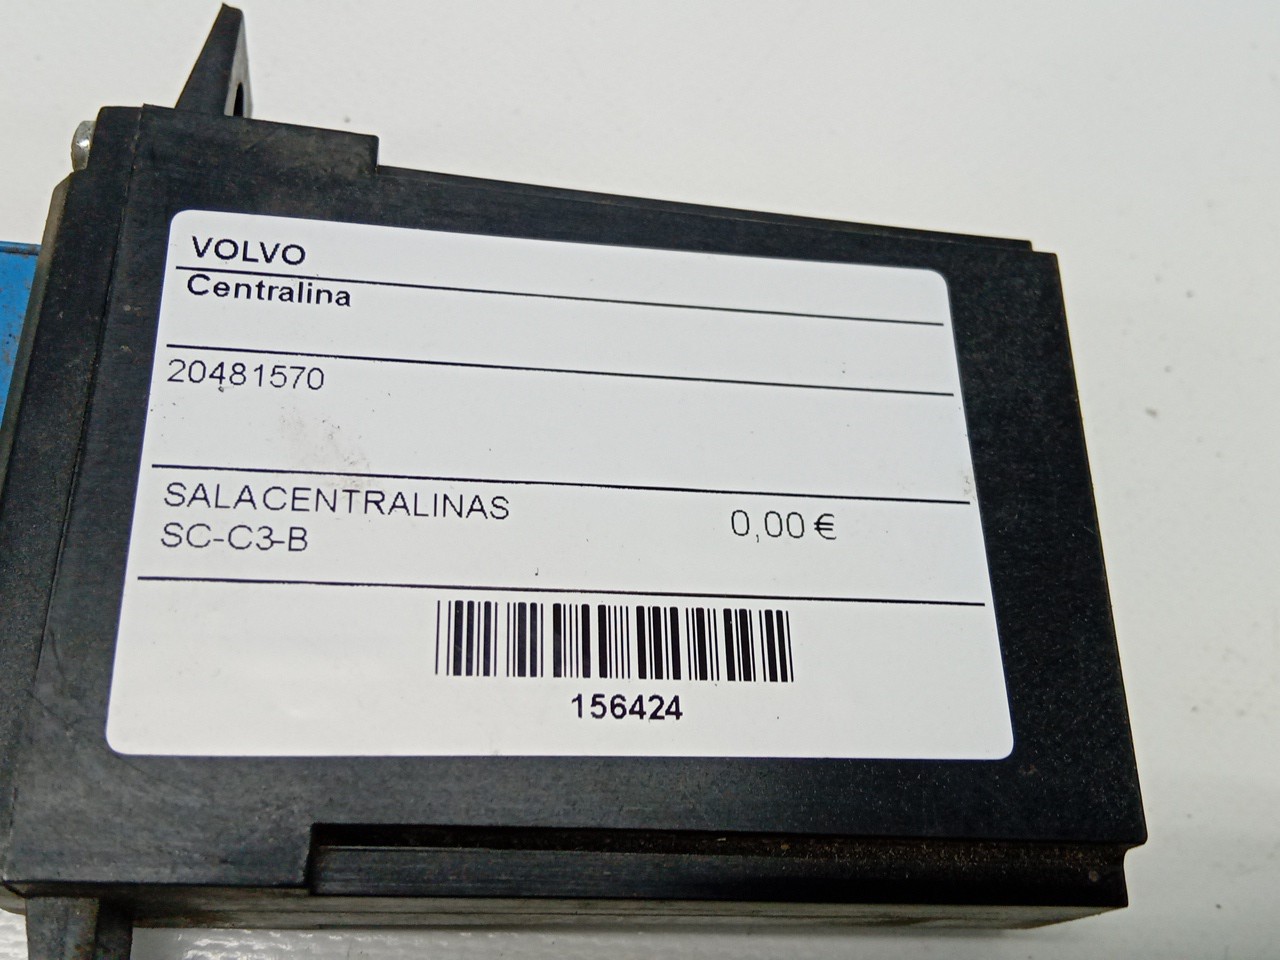 VOLVO
Centralina
20481570
SALACENTRALINAS
0,00 €
SC-C3-B
156424